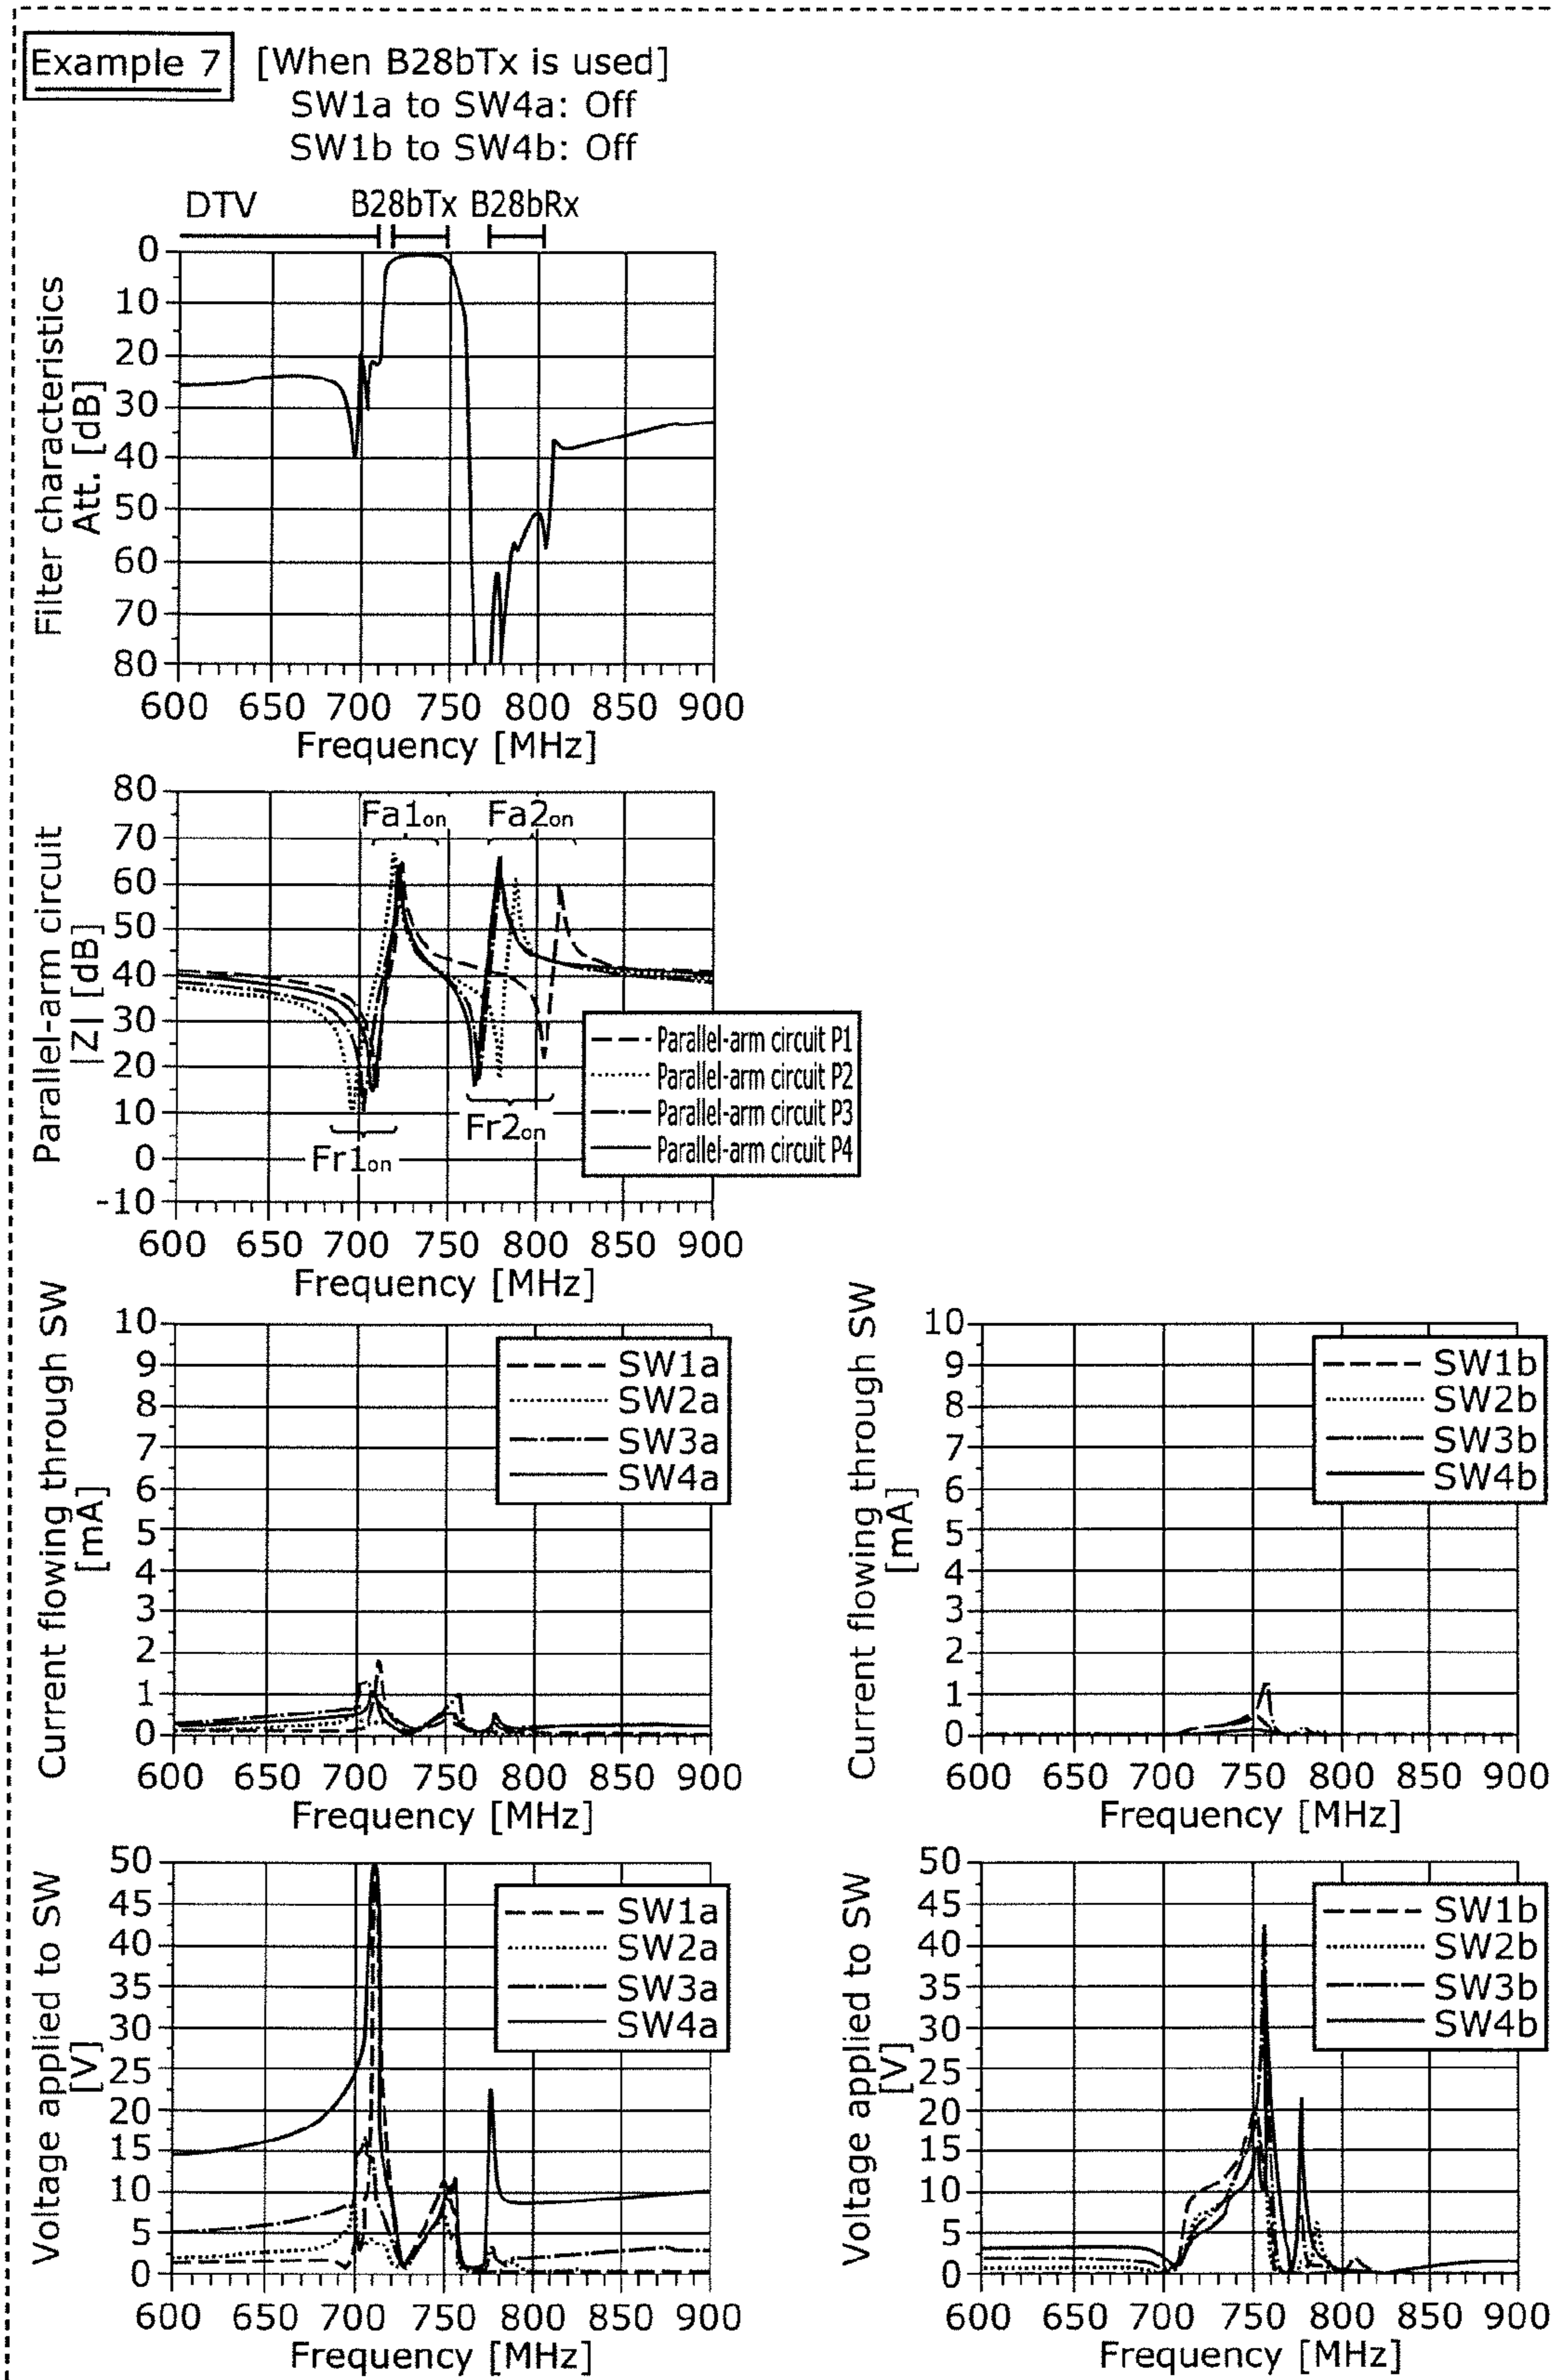 Example 7
[When B28bTx is used]
SW1a to SW4a: Off
SW1b to SW4b: Off
DTV
B28bTx
B28bRx
Filter characteristics
Att. [dB]
0
10
20
30
40
50
60
70
80
600 650 700 750 800 850 900
Frequency [MHz]
Parallel-arm circuit
|Z| [dB]
80
70
60
50
40
30
20
10
0
-10
Fa1on
Fa2on
Fr1on
Fr2on
Parallel-arm circuit P1
Parallel-arm circuit P2
Parallel-arm circuit P3
Parallel-arm circuit P4
600 650 700 750 800 850 900
Frequency [MHz]
Current flowing through SW
[mA]
10
9
8
7
6
5
4
3
2
1
0
SW1a
SW2a
SW3a
SW4a
600 650 700 750 800 850 900
Frequency [MHz]
Current flowing through SW
[mA]
10
9
8
7
6
5
4
3
2
1
0
SW1b
SW2b
SW3b
SW4b
600 650 700 750 800 850 900
Frequency [MHz]
Voltage applied to SW
[V]
50
45
40
35
30
25
20
15
10
5
0
SW1a
SW2a
SW3a
SW4a
600 650 700 750 800 850 900
Frequency [MHz]
Voltage applied to SW
[V]
50
45
40
35
30
25
20
15
10
5
0
SW1b
SW2b
SW3b
SW4b
600 650 700 750 800 850 900
Frequency [MHz]